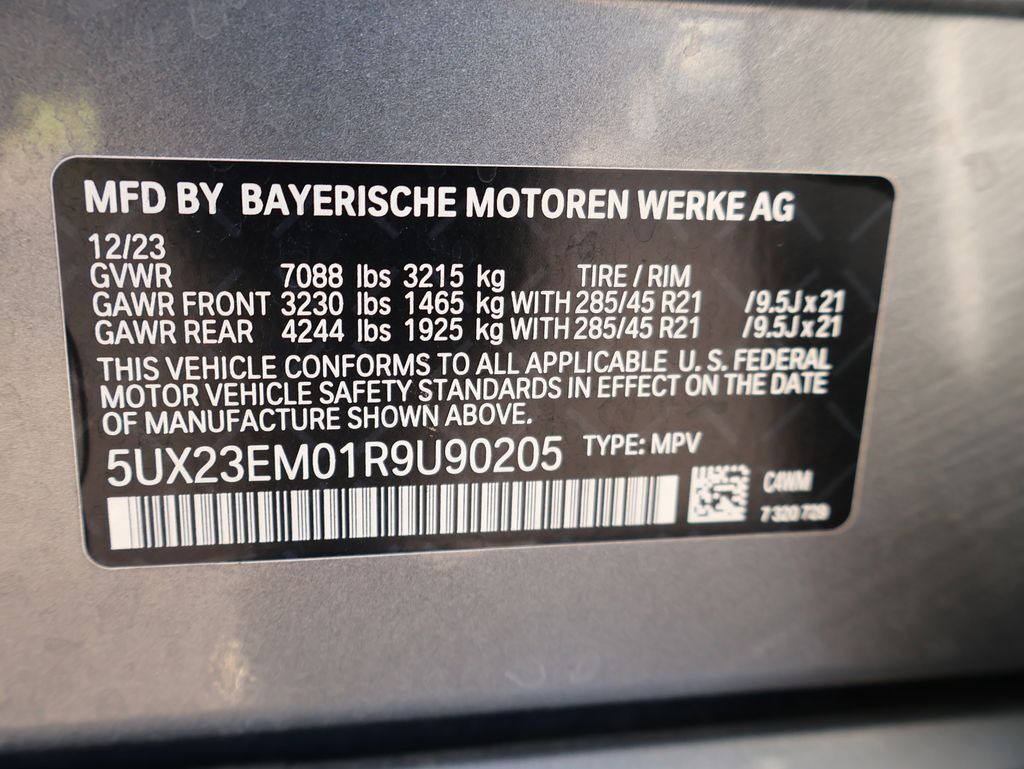 MFD BY BAYERISCHE MOTOREN WERKE AG
12/23
GVWR 7088 lbs 3215 kg TIRE / RIM
GAWR FRONT 3230 lbs 1465 kg WITH 285/45 R21 /9.5J x 21
GAWR REAR 4244 lbs 1925 kg WITH 285/45 R21 /9.5J x 21
THIS VEHICLE CONFORMS TO ALL APPLICABLE U. S. FEDERAL
MOTOR VEHICLE SAFETY STANDARDS IN EFFECT ON THE DATE
OF MANUFACTURE SHOWN ABOVE.
5UX23EM01R9U90205 TYPE: MPV
C4WM